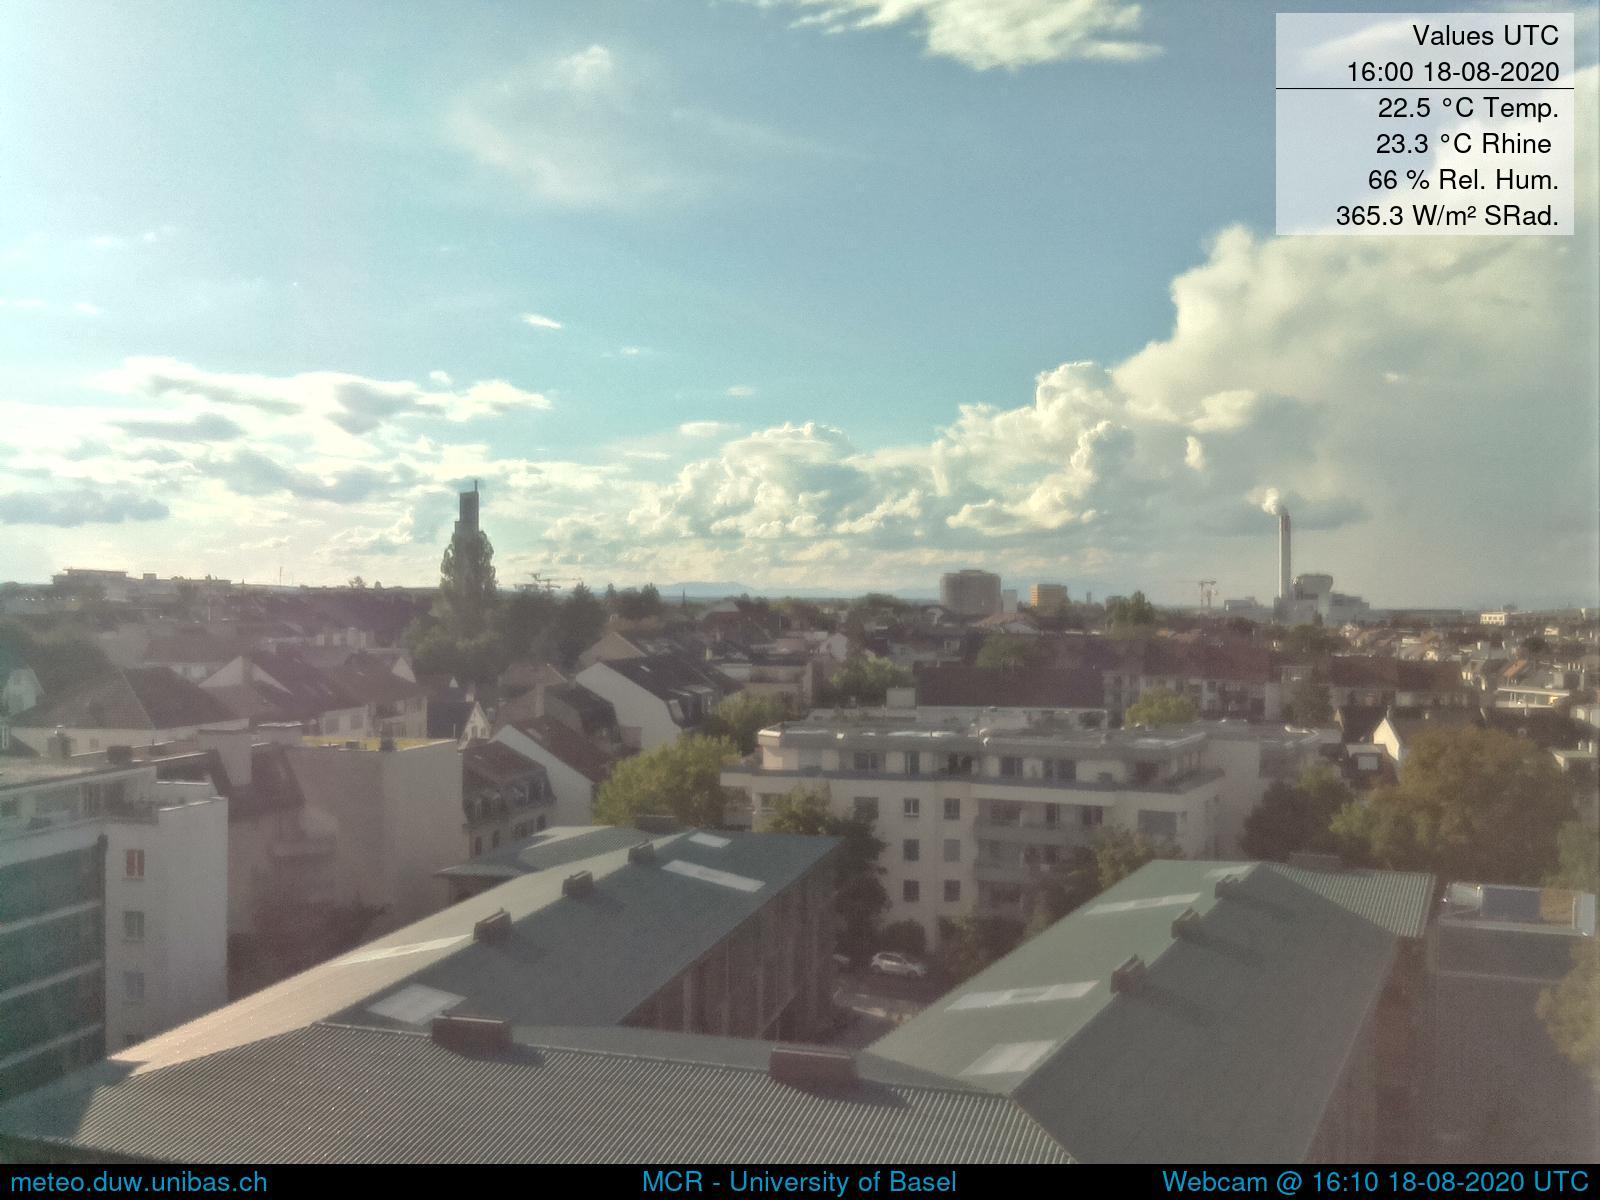 Values UTC
16:00 18-08-2020
22.5 °C Temp.
23.3 °C Rhine
66 % Rel. Hum.
365.3 W/m² SRad.
meteo.duw.unibas.ch
MCR - University of Basel
Webcam @ 16:10 18-08-2020 UTC